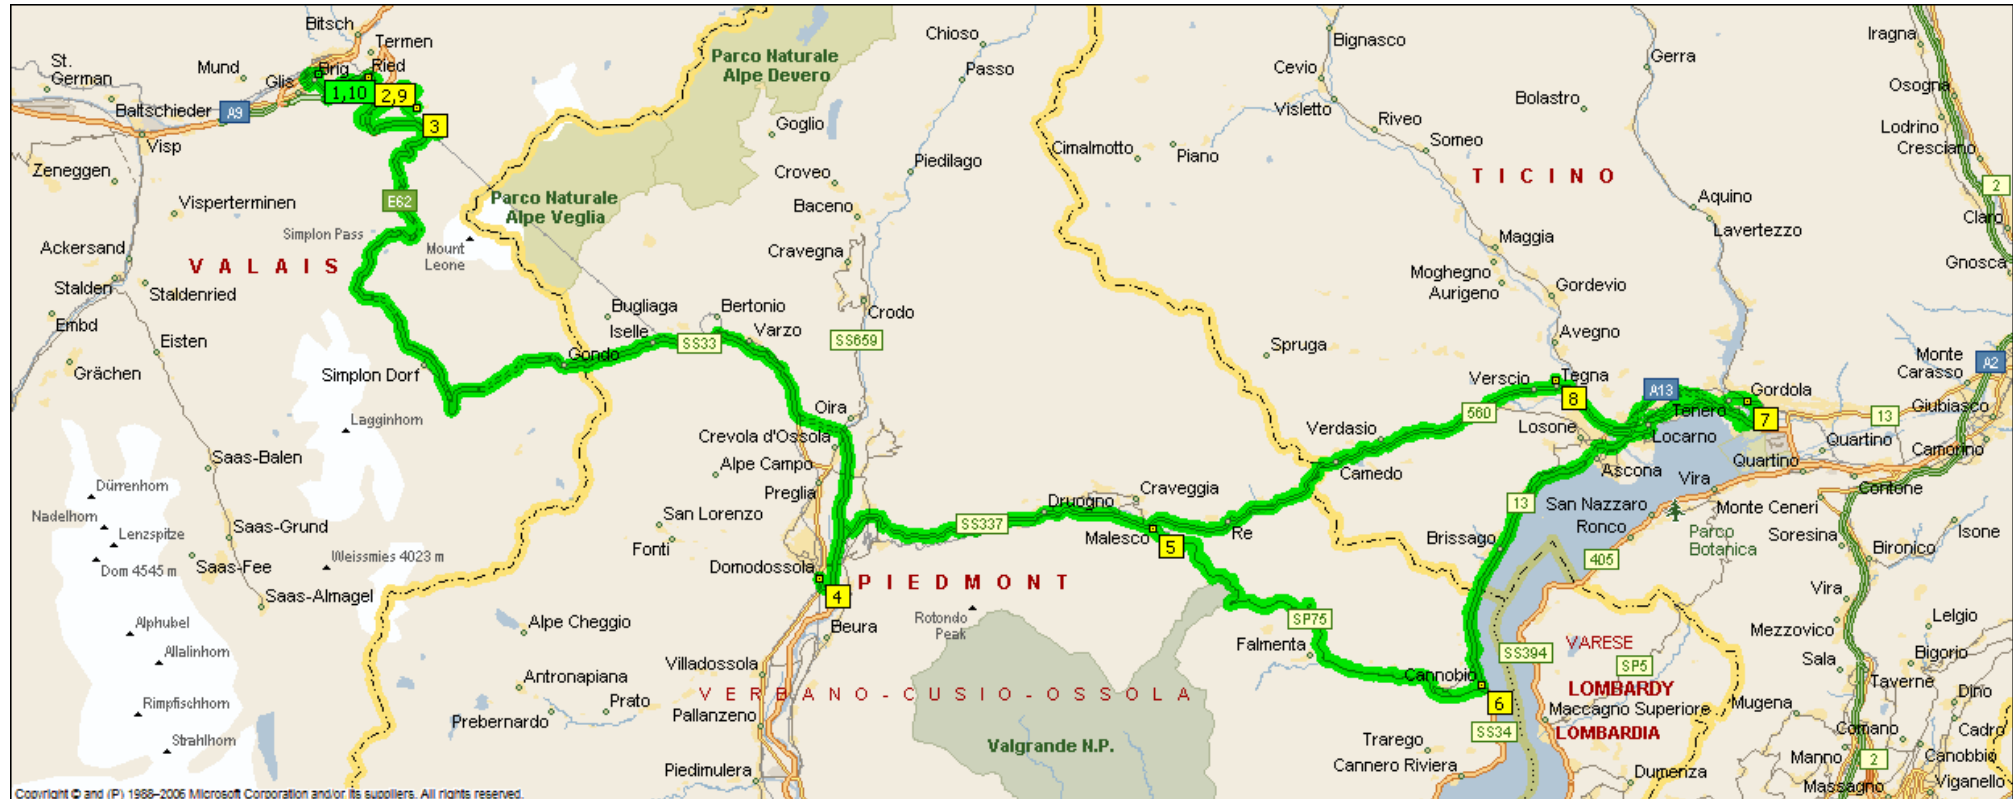 Bitsch
Termen
St.
German
Mund
Glis
Brig
Ried
1,10
2,9
3
Baltschieder
A9
Visp
Zeneggen
Visperterminen
E62
Simplon Pass
Mount
Leone
Ackersand
VALAIS
Stalden
Staldenried
Embd
Eisten
Grächen
Simplon Dorf
Lagginhorn
Saas-Balen
Dürrenhorn
Nadelhorn
Lenzspitze
Dom 4545 m
Saas-Grund
Saas-Fee
Weissmies 4023 m
Saas-Almagel
Alphubel
Allalinhorn
Rimpfischhorn
Strahlhorn
Parco Naturale
Alpe Devero
Parco Naturale
Alpe Veglia
Chioso
Passo
Goglio
Piedilago
Croveo
Baceno
Cravegna
Crodo
Bugliaga
Bertonio
Iselle
Varzo
SS33
SS659
Gondo
Oira
Crevola d'Ossola
Alpe Campo
Preglia
San Lorenzo
Fonti
Domodossola
4
PIEDMONT
Beura
Rotondo
Peak
Alpe Cheggio
Villadossola
Antronapiana
Prato
Prebernardo
VERBANO-CUSIO-OSSOLA
Pallanzeno
Piedimulera
Valgrande N.P.
SS337
Druogno
Craveggia
Malesco
5
Re
SP75
Falmenta
Cannobio
6
SS34
Trarego
Cannero Riviera
Bignasco
Cevio
Visletto
Riveo
Someo
Cimalmotto
Piano
Bolastro
Gerra
TICINO
Aquino
Lavertezzo
Maggia
Moghegno
Aurigeno
Gordevio
Avegno
Spruga
Verscio
Tegna
8
560
Verdasio
Camedo
Losone
Locarno
Ascona
A13
Tenero
Gordola
7
13
Quartino
Quartino
Vira
San Nazzaro
Ronco
Monte Ceneri
Parco
Botanica
13
Brissago
405
SS394
VARESE
SP5
LOMBARDY
Maccagno Superiore
LOMBARDIA
Dumenza
Iragna
Osogna
Lodrino
Cresciano
2
Claro
Gnosca
Monte
Carasso
A2
Giubiasco
Camorino
Contone
Isone
Soresina
Bironico
Vira
Lelgio
Mezzovico
Bigorio
Sala
Taverne
Dino
Mugena
Comano
Cadro
Manno
2
Canobbio
Massagno
Viganello
Copyright © and (P) 1988–2006 Microsoft Corporation and/or its suppliers. All rights reserved.